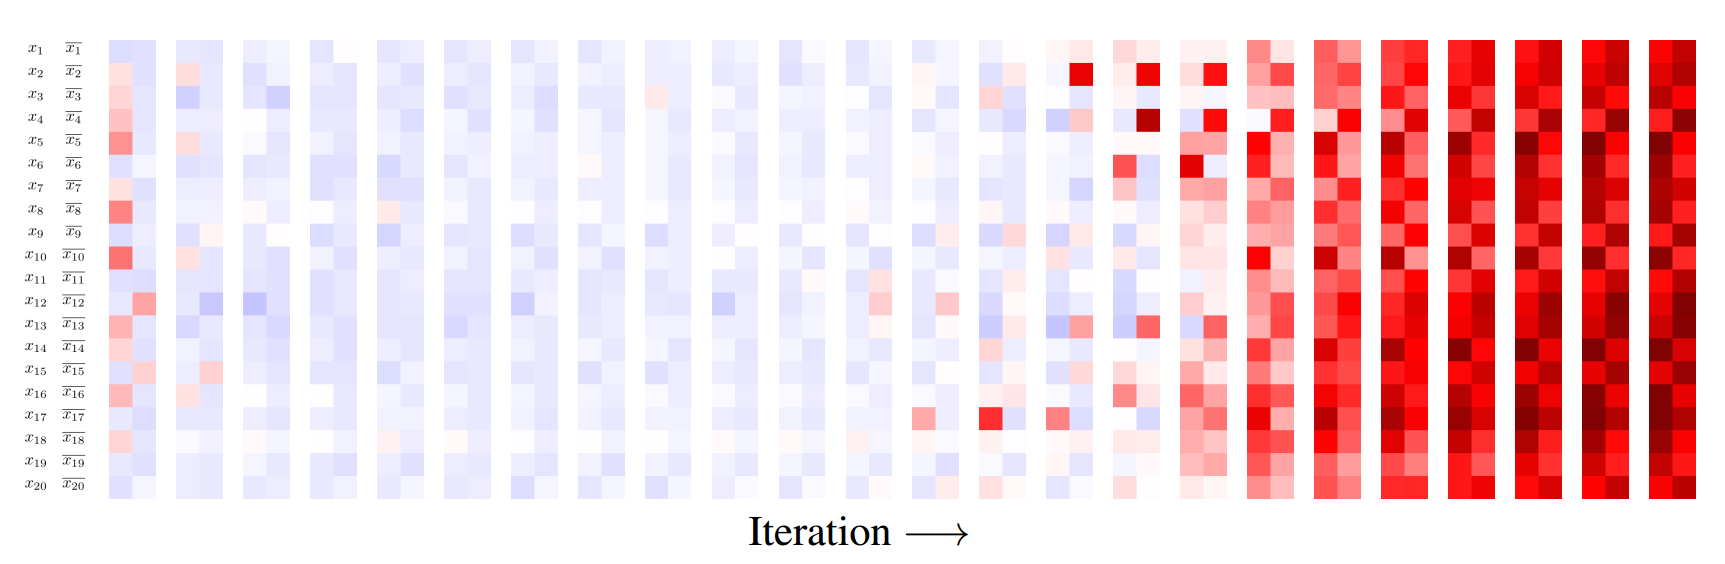 x₁ x̅₁
x₂ x̅₂
x₃ x̅₃
x₄ x̅₄
x₅ x̅₅
x₆ x̅₆
x₇ x̅₇
x₈ x̅₈
x₉ x̅₉
x₁₀ x̅₁₀
x₁₁ x̅₁₁
x₁₂ x̅₁₂
x₁₃ x̅₁₃
x₁₄ x̅₁₄
x₁₅ x̅₁₅
x₁₆ x̅₁₆
x₁₇ x̅₁₇
x₁₈ x̅₁₈
x₁₉ x̅₁₉
x₂₀ x̅₂₀
Iteration ⟶